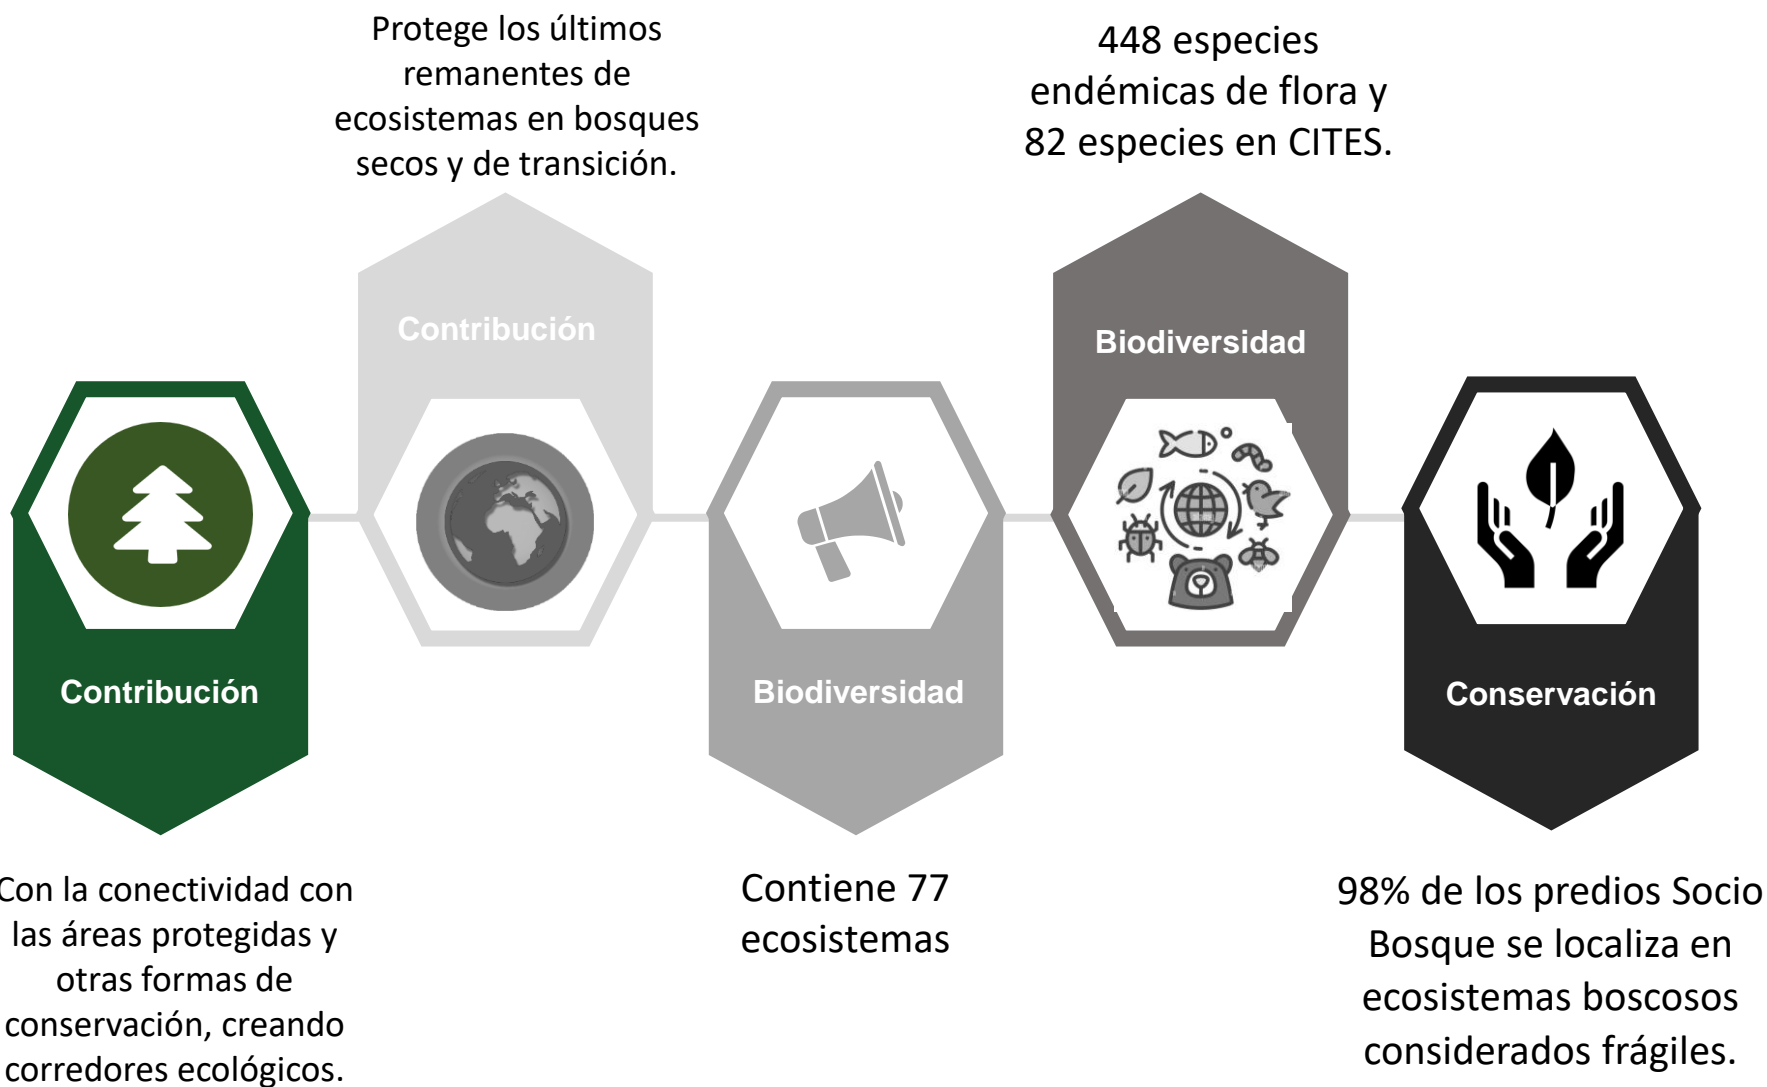 Protege los últimos
remanentes de
ecosistemas en bosques
secos y de transición.
448 especies
endémicas de flora y
82 especies en CITES.
Contribución
Biodiversidad
Contribución
Biodiversidad
Conservación
Con la conectividad con
las áreas protegidas y
otras formas de
conservación, creando
corredores ecológicos.
Contiene 77
ecosistemas
98% de los predios Socio
Bosque se localiza en
ecosistemas boscosos
considerados frágiles.